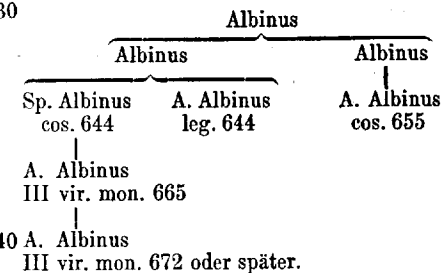 30
Albinus
Albinus Albinus
Sp. Albinus A. Albinus A. Albinus
cos. 644 leg. 644 cos. 655
A. Albinus
III vir. mon. 665
40 A. Albinus
III vir. mon. 672 oder später.